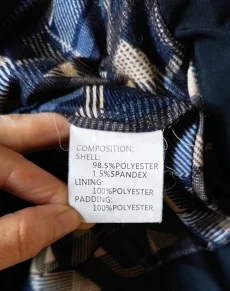 COMPOSITION:
SHELL:
98.5%POLYESTER
1.5%SPANDEX
LINING:
100%POLYESTER
PADDING:
100%POLYESTER